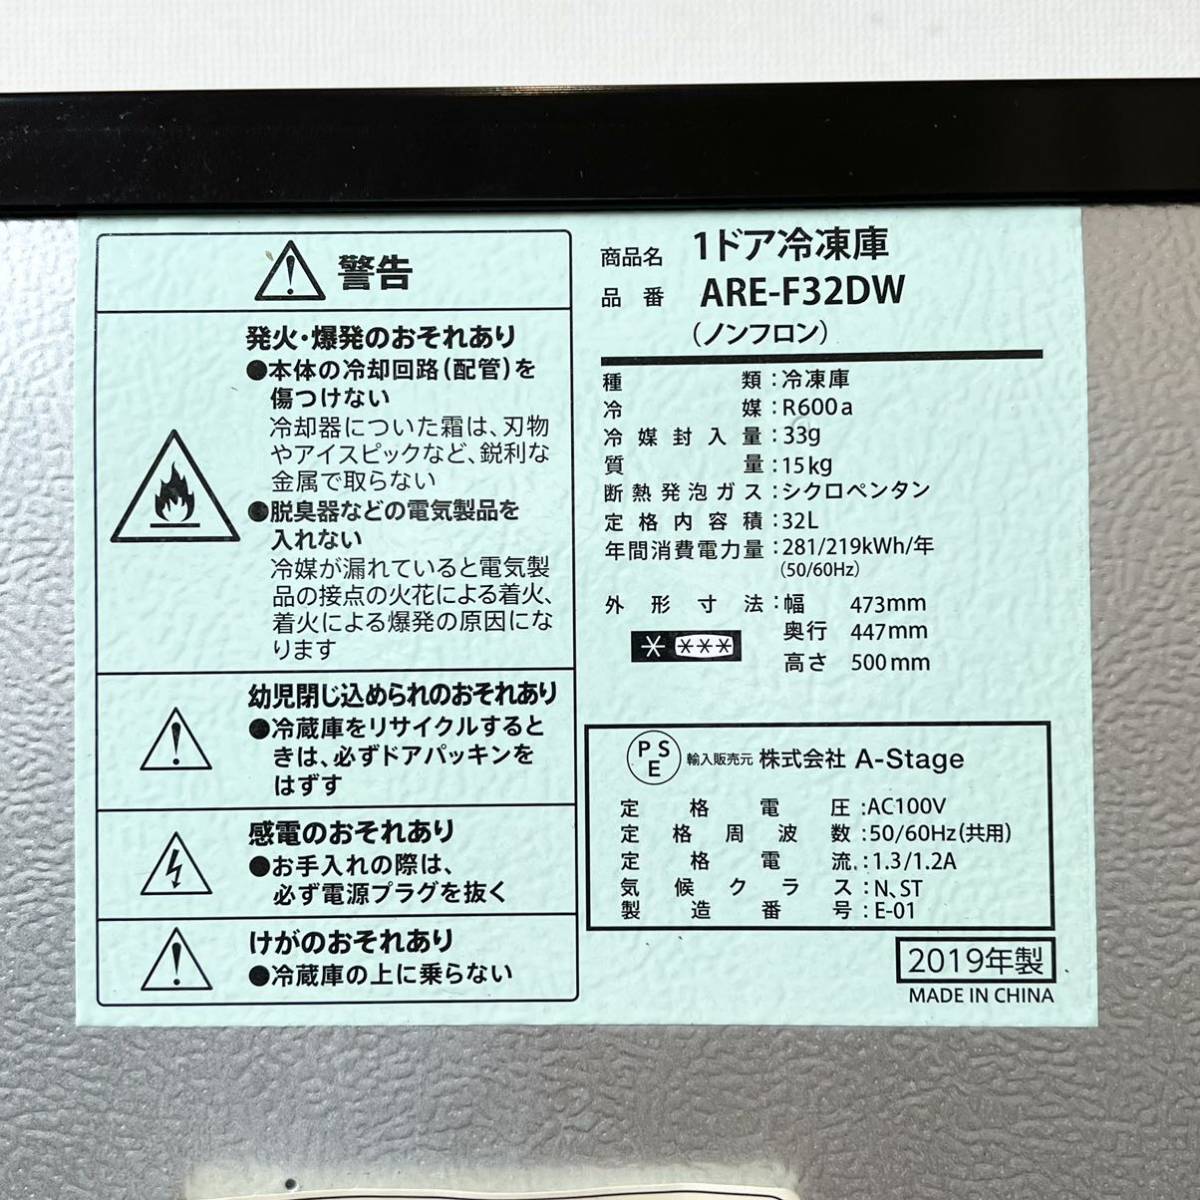 警告
発火・爆発のおそれあり
●本体の冷却回路(配管)を
傷つけない
冷却器についた霜は、刃物
やアイスピックなど、鋭利な
金属で取らない
●脱臭器などの電気製品を
入れない
冷媒が漏れていると電気製
品の接点の火花による着火、
着火による爆発の原因にな
ります
幼児閉じ込められのおそれあり
●冷蔵庫をリサイクルすると
きは、必ずドアパッキンを
はずす
感電のおそれあり
●お手入れの際は、
必ず電源プラグを抜く
けがのおそれあり
●冷蔵庫の上に乗らない
商品名 1ドア冷凍庫
品番 ARE-F32DW
(ノンフロン)
種類:冷凍庫
冷媒:R600a
冷媒封入量:33g
質量:15kg
断熱発泡ガス:シクロペンタン
定格内容積:32L
年間消費電力量:281/219kWh/年
(50/60Hz)
外形寸法:幅 473mm
奥行 447mm
高さ 500mm
PSE 輸入販売元 株式会社 A-Stage
定格電圧:AC100V
定格周波数:50/60Hz(共用)
定格電流:1.3/1.2A
気候クラス:N、ST
製造番号:E-01
2019年製
MADE IN CHINA